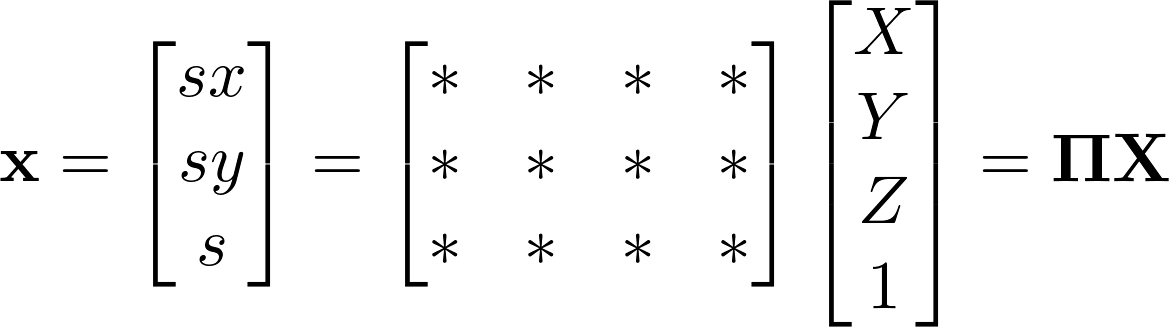 x = [sx sy s] = [* * * * * * * * * * * *] [X Y Z 1] = ΠX